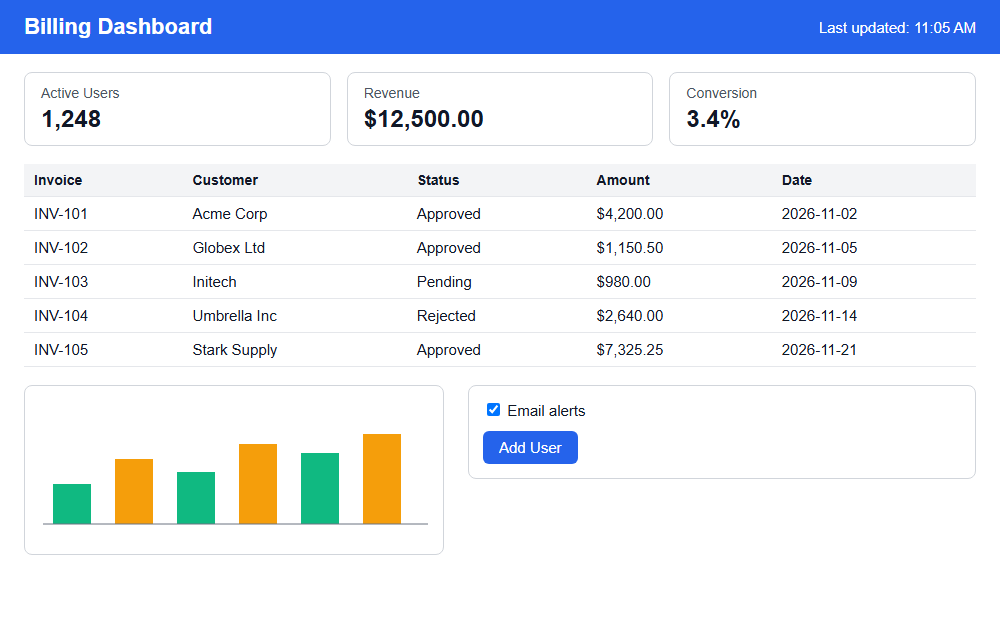 Billing Dashboard
Last updated: 11:05 AM
Active Users
1,248
Revenue
$12,500.00
Conversion
3.4%
Invoice Customer Status Amount Date
INV-101 Acme Corp Approved $4,200.00 2026-11-02
INV-102 Globex Ltd Approved $1,150.50 2026-11-05
INV-103 Initech Pending $980.00 2026-11-09
INV-104 Umbrella Inc Rejected $2,640.00 2026-11-14
INV-105 Stark Supply Approved $7,325.25 2026-11-21
Email alerts
Add User